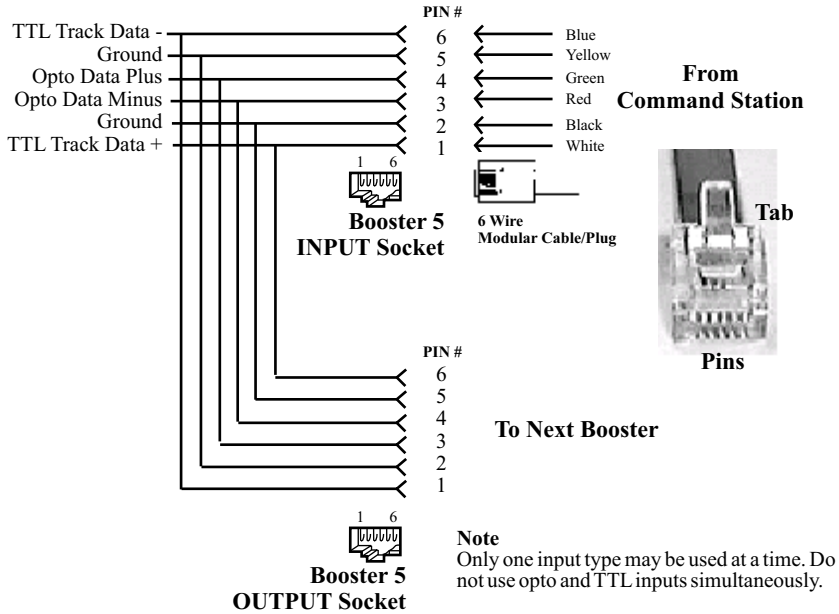 PIN #
TTL Track Data - 6 Blue
Ground 5 Yellow
Opto Data Plus 4 Green
Opto Data Minus 3 Red
Ground 2 Black
TTL Track Data + 1 White
From
Command Station
1 6
Booster 5
INPUT Socket
6 Wire
Modular Cable/Plug
Tab
Pins
PIN #
6
5
4
3
2
1
To Next Booster
1 6
Booster 5
OUTPUT Socket
Note
Only one input type may be used at a time. Do
not use opto and TTL inputs simultaneously.